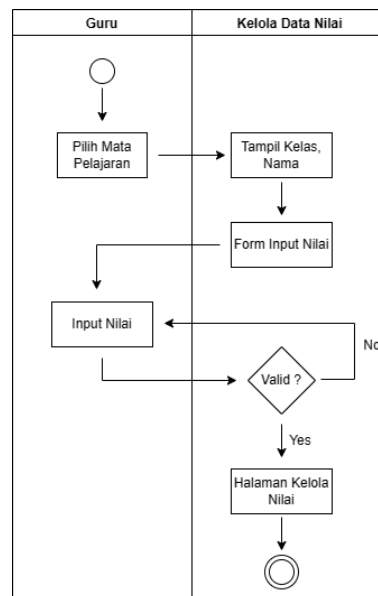 Guru
Kelola Data Nilai
Pilih Mata
Pelajaran
Tampil Kelas,
Nama
Form Input Nilai
Input Nilai
No
Valid ?
Yes
Halaman Kelola
Nilai